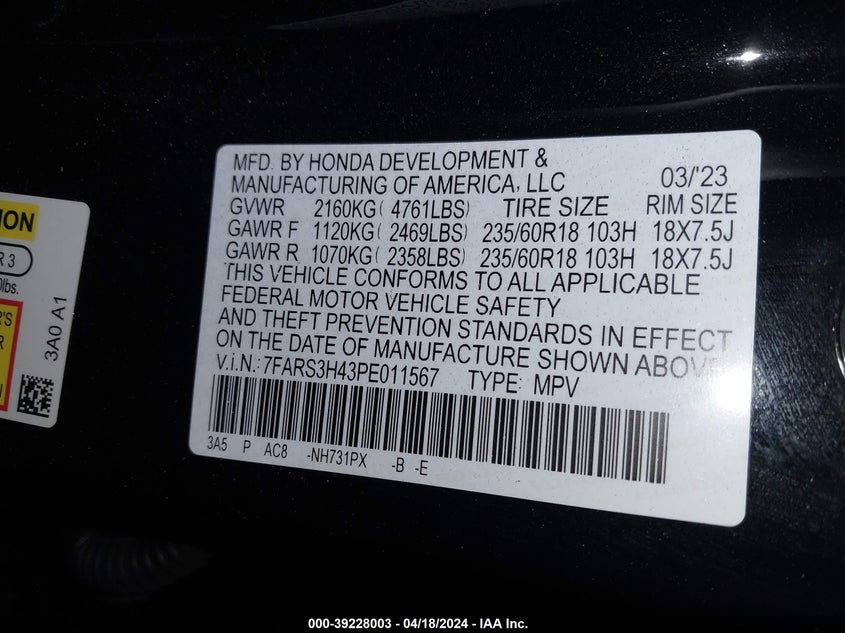 MFD. BY HONDA DEVELOPMENT &
MANUFACTURING OF AMERICA, LLC 03/'23
GVWR 2160KG( 4761LBS) TIRE SIZE RIM SIZE
GAWR F 1120KG( 2469LBS) 235/60R18 103H 18X7.5J
GAWR R 1070KG( 2358LBS) 235/60R18 103H 18X7.5J
THIS VEHICLE CONFORMS TO ALL APPLICABLE
FEDERAL MOTOR VEHICLE SAFETY
AND THEFT PREVENTION STANDARDS IN EFFECT
ON THE DATE OF MANUFACTURE SHOWN ABOVE
V.i.N.: 7FARS3H43PE011567 TYPE: MPV
3A5 P AC8 -NH731PX -B -E
3A0 A1
000-39228003 - 04/18/2024 - IAA Inc.